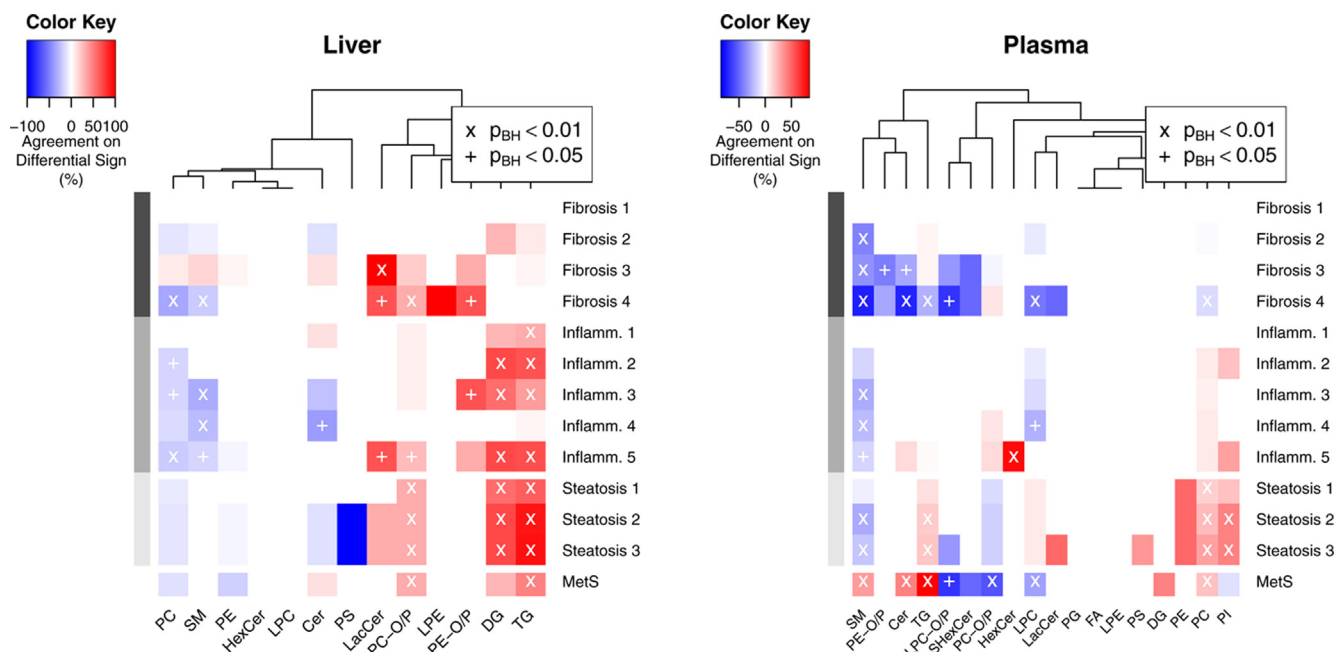 Color Key
−100 0 50100
Agreement on
Differential Sign
(%)
Liver
x pBH < 0.01
+ pBH < 0.05
Fibrosis 1
Fibrosis 2
Fibrosis 3
x
Fibrosis 4
x x + x +
Inflamm. 1
x
Inflamm. 2
+ x x
Inflamm. 3
+ x + x x
Inflamm. 4
x +
Inflamm. 5
x + + + x x
Steatosis 1
x x x
Steatosis 2
x x x
Steatosis 3
x x x
MetS
x x
PC SM PE HexCer LPC Cer PS LacCer PC−O/P LPE PE−O/P DG TG
Color Key
−50 0 50
Agreement on
Differential Sign
(%)
Plasma
x pBH < 0.01
+ pBH < 0.05
Fibrosis 1
Fibrosis 2
x
Fibrosis 3
x + +
Fibrosis 4
x x x + x x
Inflamm. 1
Inflamm. 2
Inflamm. 3
x
Inflamm. 4
x +
Inflamm. 5
+ x
Steatosis 1
x
Steatosis 2
x x x x
Steatosis 3
x x x x
MetS
x x x + x x x
SM PE−O/P Cer TG LPC−O/P SHexCer PC−O/P HexCer LPC LacCer PG FA LPE PS DG PE PC PI